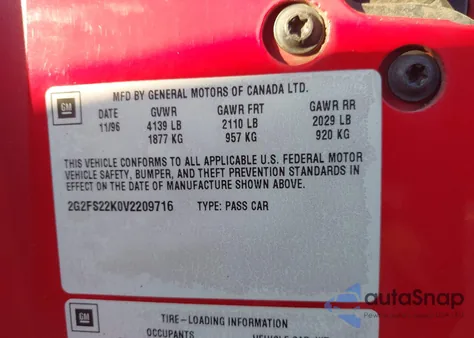 MFD BY GENERAL MOTORS OF CANADA LTD.
GM
DATE GVWR GAWR FRT GAWR RR
11/96 4139 LB 2110 LB 2029 LB
1877 KG 957 KG 920 KG
THIS VEHICLE CONFORMS TO ALL APPLICABLE U.S. FEDERAL MOTOR
VEHICLE SAFETY, BUMPER, AND THEFT PREVENTION STANDARDS IN
EFFECT ON THE DATE OF MANUFACTURE SHOWN ABOVE.
2G2FS22K0V2209716 TYPE: PASS CAR
autoSnap
GM
TIRE-LOADING INFORMATION
OCCUPANTS